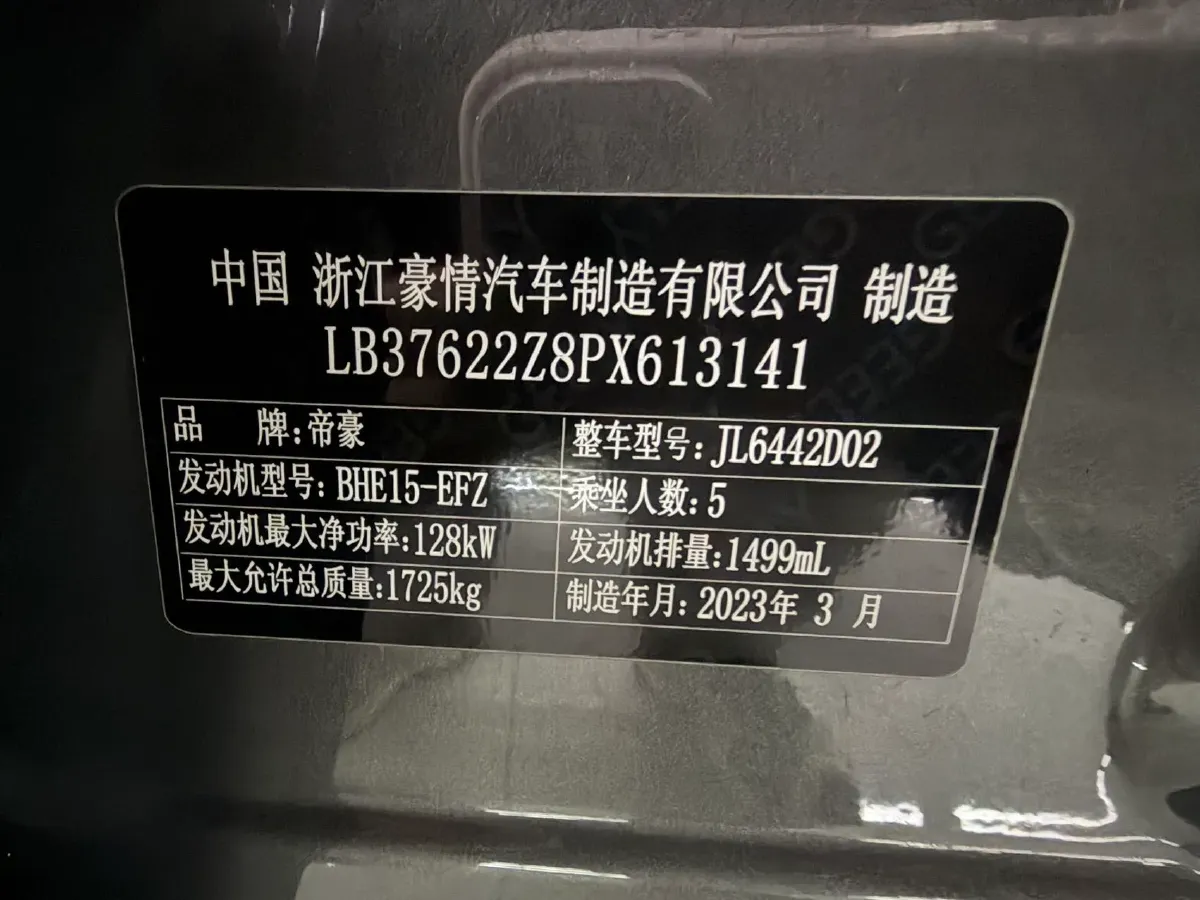 中国 浙江豪情汽车制造有限公司 制造
LB37622Z8PX613141
品 牌:帝豪 整车型号:JL6442D02
发动机型号:BHE15-EFZ 乘坐人数:5
发动机最大净功率:128kW 发动机排量:1499mL
最大允许总质量:1725kg 制造年月:2023年 3 月